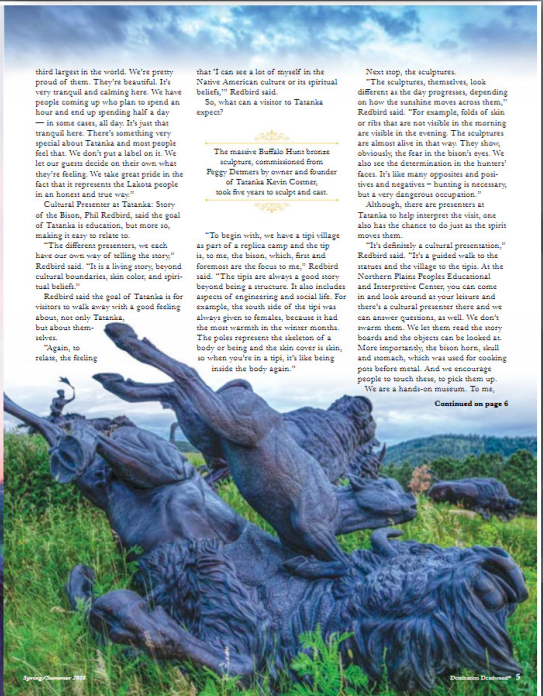 third largest in the world. We're pretty
proud of them. They're beautiful. It's
very tranquil and calming here. We have
people coming up who plan to spend an
hour and end up spending half a day
— in some cases, all day. It's just that
tranquil here. There's something very
special about Tatanka and most people
feel that. We don't put a label on it. We
let our guests decide on their own what
they're feeling. We take great pride in the
fact that it represents the Lakota people
in an honest and true way."
Cultural Presenter at Tatanka: Story
of the Bison, Phil Redbird, said the goal
of Tatanka is education, but more so,
making it easy to relate to.
"The different presenters, we each
have our own way of telling the story,"
Redbird said. "It is a living story, beyond
cultural boundaries, skin color, and spiri-
tual beliefs."
Redbird said the goal of Tatanka is for
visitors to walk away with a good feeling
about, not only Tatanka,
but about them-
selves.
"Again, to
relate, the feeling
that 'I can see a lot of myself in the
Native American culture or its spiritual
beliefs,'" Redbird said.
So, what can a visitor to Tatanka
expect?
The massive Buffalo Hunt bronze
sculpture, commissioned from
Peggy Detmers by owner and founder
of Tatanka Kevin Costner,
took five years to sculpt and cast.
"To begin with, we have a tipi village
as part of a replica camp and the tip
is, to me, the bison, which, first and
foremost are the focus to me," Redbird
said. "The tipis are always a good story
beyond being a structure. It also includes
aspects of engineering and social life. For
example, the south side of the tipi was
always given to females, because it had
the most warmth in the winter months.
The poles represent the skeleton of a
body or being and the skin cover is skin,
so when you're in a tipi, it's like being
inside the body again."
Next stop, the sculptures.
"The sculptures, themselves, look
different as the day progresses, depending
on how the sunshine moves across them,"
Redbird said. "For example, folds of skin
or ribs that are not visible in the morning
are visible in the evening. The sculptures
are almost alive in that way. They show,
obviously, the fear in the bison's eyes. We
also see the determination in the hunters'
faces. It's like many opposites and posi-
tives and negatives – hunting is necessary,
but a very dangerous occupation."
Although, there are presenters at
Tatanka to help interpret the visit, one
also has the chance to do just as the spirit
moves them.
"It's definitely a cultural presentation,"
Redbird said. "It's a guided walk to the
statues and the village to the tipis. At the
Northern Plains Peoples Educational
and Interpretive Center, you can come
in and look around at your leisure and
there's a cultural presenter there and we
can answer questions, as well. We don't
swarm them. We let them read the story
boards and the objects can be looked at.
More importantly, the bison horn, skull
and stomach, which was used for cooking
pots before metal. And we encourage
people to touch these, to pick them up.
We are a hands-on museum. To me,
Continued on page 6
Spring/Summer 2018
Destination Deadwood® 5